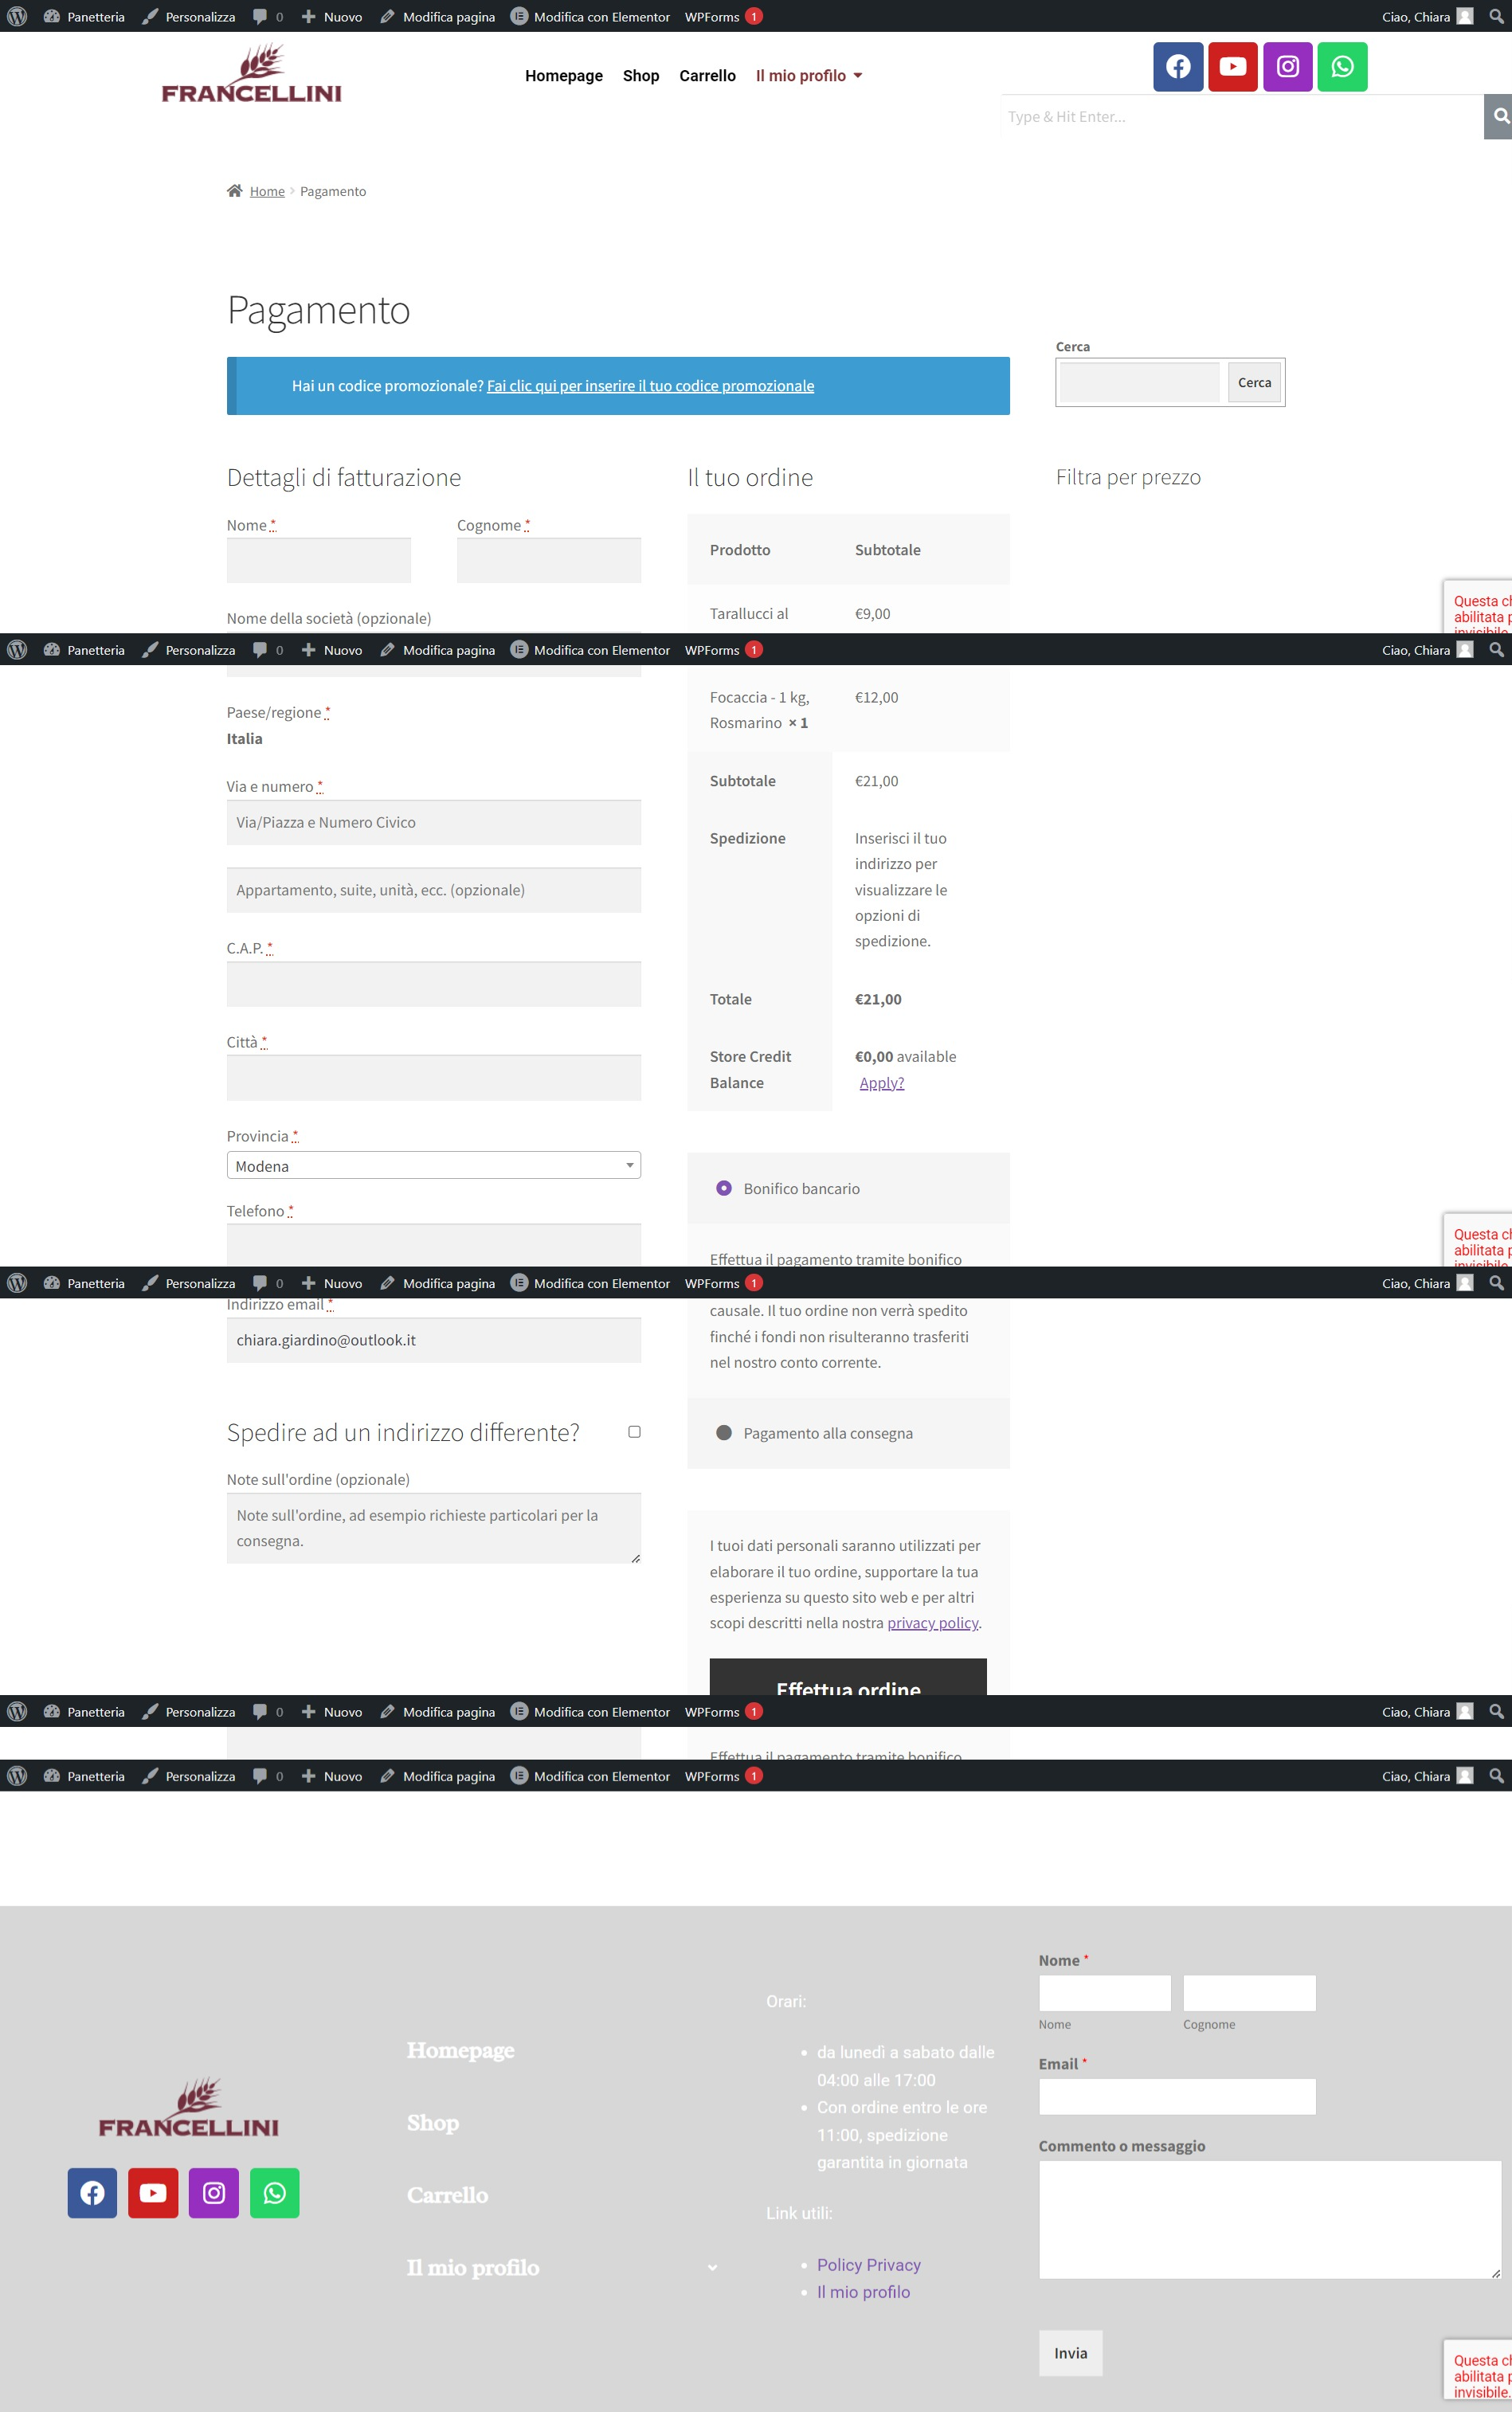 Panetteria Personalizza 0 Nuovo Modifica pagina Modifica con Elementor WPForms 1 Ciao, Chiara
FRANCELLINI
Homepage Shop Carrello Il mio profilo
Type & Hit Enter...
Home › Pagamento
Pagamento
Hai un codice promozionale? Fai clic qui per inserire il tuo codice promozionale
Cerca
Cerca
Dettagli di fatturazione
Nome *
Cognome *
Nome della società (opzionale)
Il tuo ordine
Prodotto Subtotale
Tarallucci al €9,00
Filtra per prezzo
Questa ch
abilitata p
Panetteria Personalizza 0 Nuovo Modifica pagina Modifica con Elementor WPForms 1 Ciao, Chiara
Paese/regione *
Italia
Via e numero *
Via/Piazza e Numero Civico
Appartamento, suite, unità, ecc. (opzionale)
C.A.P. *
Città *
Provincia *
Modena
Telefono *
Focaccia - 1 kg, €12,00
Rosmarino × 1
Subtotale €21,00
Spedizione Inserisci il tuo
indirizzo per
visualizzare le
opzioni di
spedizione.
Totale €21,00
Store Credit €0,00 available
Balance Apply?
Bonifico bancario
Effettua il pagamento tramite bonifico
Questa ch
abilitata p
Panetteria Personalizza 0 Nuovo Modifica pagina Modifica con Elementor WPForms 1 Ciao, Chiara
Indirizzo email *
chiara.giardino@outlook.it
Spedire ad un indirizzo differente?
Note sull'ordine (opzionale)
Note sull'ordine, ad esempio richieste particolari per la
consegna.
causale. Il tuo ordine non verrà spedito
finché i fondi non risulteranno trasferiti
nel nostro conto corrente.
Pagamento alla consegna
I tuoi dati personali saranno utilizzati per
elaborare il tuo ordine, supportare la tua
esperienza su questo sito web e per altri
scopi descritti nella nostra privacy policy.
Effettua ordine
Panetteria Personalizza 0 Nuovo Modifica pagina Modifica con Elementor WPForms 1 Ciao, Chiara
Effettua il pagamento tramite bonifico
Panetteria Personalizza 0 Nuovo Modifica pagina Modifica con Elementor WPForms 1 Ciao, Chiara
FRANCELLINI
Homepage
Shop
Carrello
Il mio profilo
Orari:
• da lunedì a sabato dalle
04:00 alle 17:00
• Con ordine entro le ore
11:00, spedizione
garantita in giornata
Link utili:
• Policy Privacy
• Il mio profilo
Nome *
Nome Cognome
Email *
Commento o messaggio
Invia
Questa ch
abilitata p
invisibile.